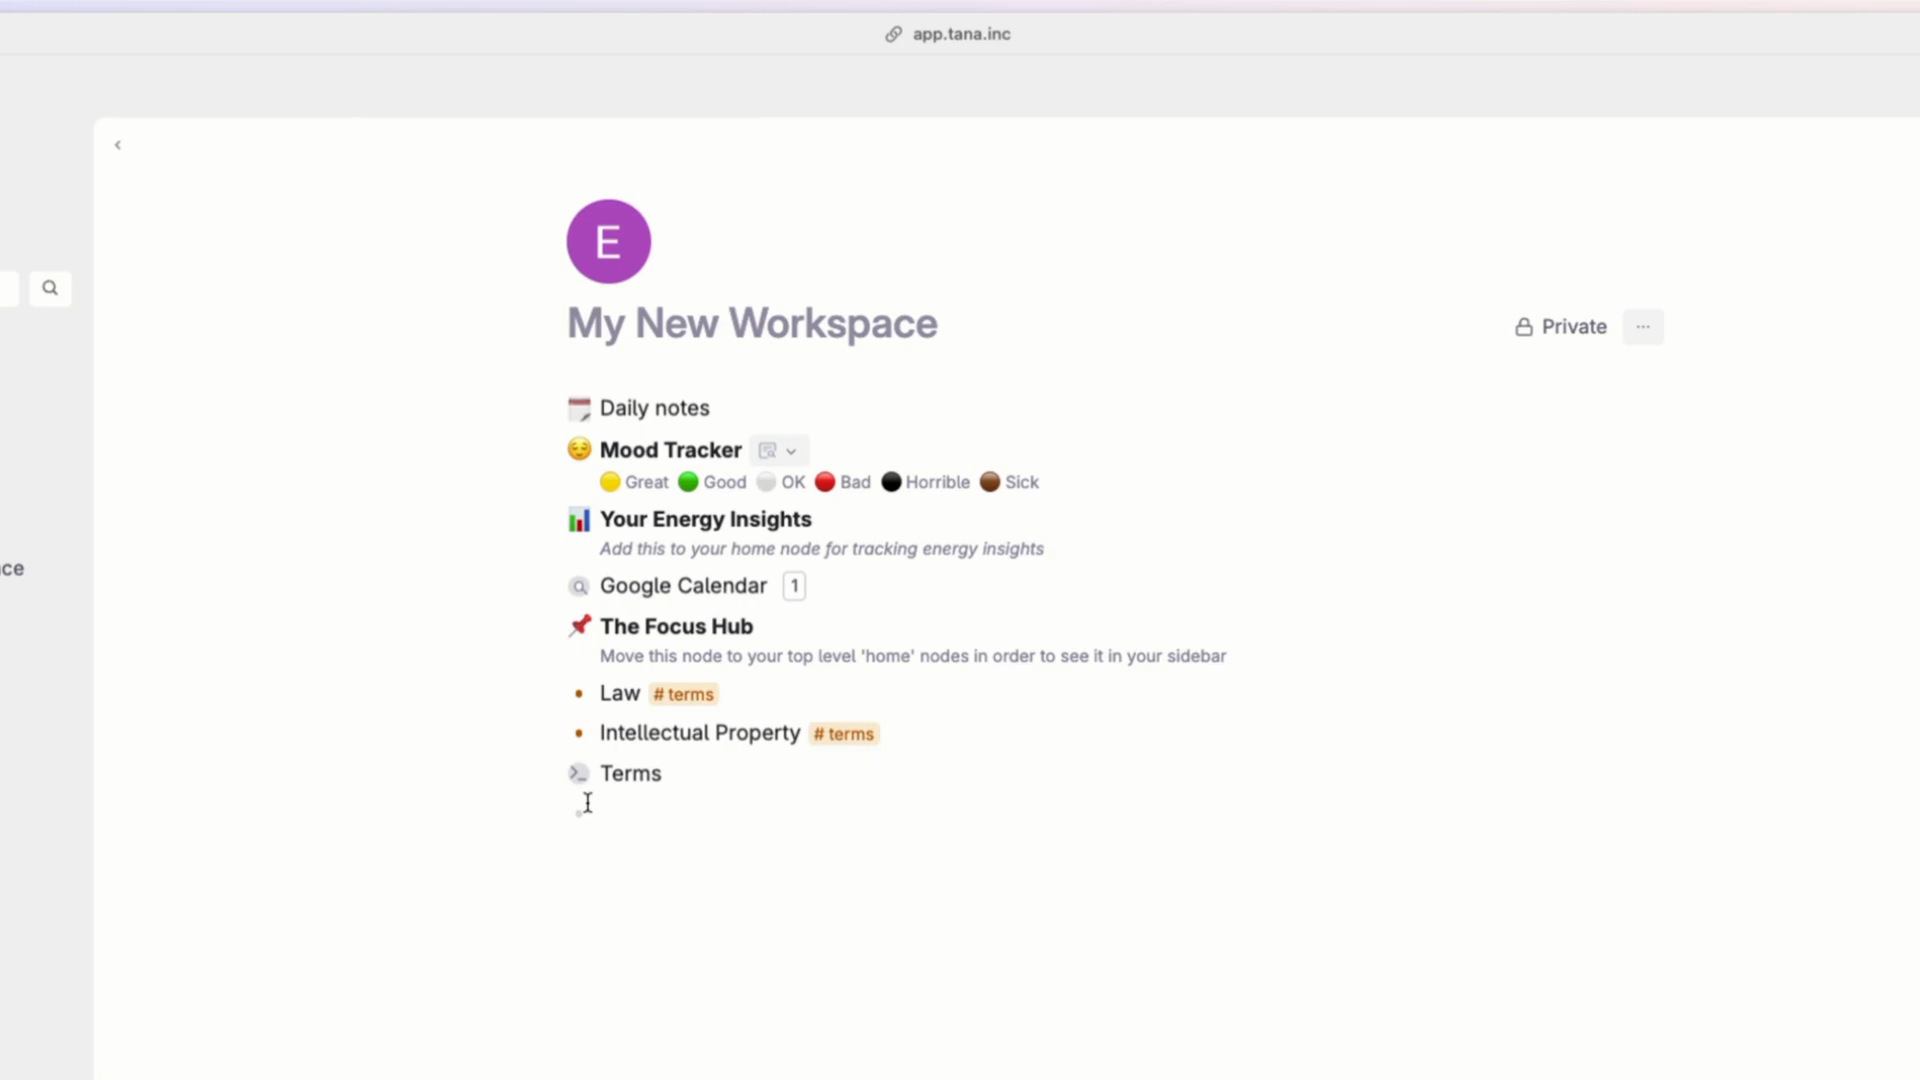 app.tana.inc
E
My New Workspace
Private
Daily notes
Mood Tracker
Great Good OK Bad Horrible Sick
Your Energy Insights
Add this to your home node for tracking energy insights
Google Calendar 1
The Focus Hub
Move this node to your top level 'home' nodes in order to see it in your sidebar
ce
Law # terms
Intellectual Property # terms
Terms